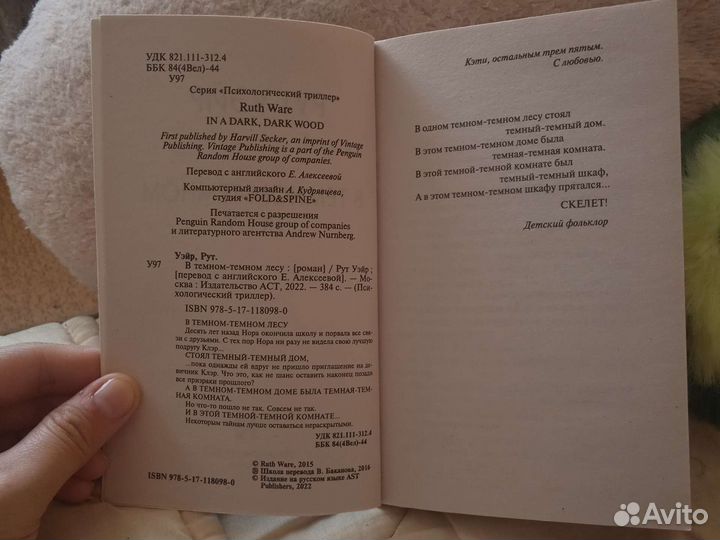 УДК 821.111-312.4
ББК 84(4Вел)-44
У97
Серия «Психологический триллер»
Ruth Ware
IN A DARK, DARK WOOD
First published by Harvill Secker, an imprint of Vintage
Publishing. Vintage Publishing is a part of the Penguin
Random House group of companies.
Перевод с английского Е. Алексеевой
Компьютерный дизайн А. Кудрявцева,
студия «FOLD&SPINE»
Печатается с разрешения
Penguin Random House group of companies
и литературного агентства Andrew Nurnberg.
Уэйр, Рут.
У97 В темном-темном лесу : [роман] / Рут Уэйр ;
[перевод с английского Е. Алексеевой]. — Мо-
сква : Издательство АСТ, 2022. — 384 с. — (Пси-
хологический триллер).
ISBN 978-5-17-118098-0
В ТЕМНОМ-ТЕМНОМ ЛЕСУ
Десять лет назад Нора окончила школу и порвала все свя-
зи с друзьями. С тех пор Нора ни разу не видела свою лучшую
подругу Клэр...
СТОЯЛ ТЕМНЫЙ-ТЕМНЫЙ ДОМ,
...пока однажды ей вдруг не пришло приглашение на де-
вичник Клэр. Что это, как не шанс оставить наконец позади
все призраки прошлого?
А В ТЕМНОМ-ТЕМНОМ ДОМЕ БЫЛА ТЕМНАЯ-ТЕМ-
НАЯ КОМНАТА.
Но что-то пошло не так. Совсем не так.
И В ЭТОЙ ТЕМНОЙ-ТЕМНОЙ КОМНАТЕ...
Некоторым тайнам лучше оставаться нераскрытыми.
УДК 821.111-312.4
ББК 84(4Вел)-44
© Ruth Ware, 2015
© Школа перевода В. Баканова, 2016
© Издание на русском языке AST
Publishers, 2022
ISBN 978-5-17-118098-0
Кэти, остальным трем пятым.
С любовью.
В одном темном-темном лесу стоял
темный-темный дом.
В этом темном-темном доме была
темная-темная комната.
В этой темной-темной комнате был
темный-темный шкаф,
А в этом темном-темном шкафу прятался...
СКЕЛЕТ!
Детский фольклор
Avito